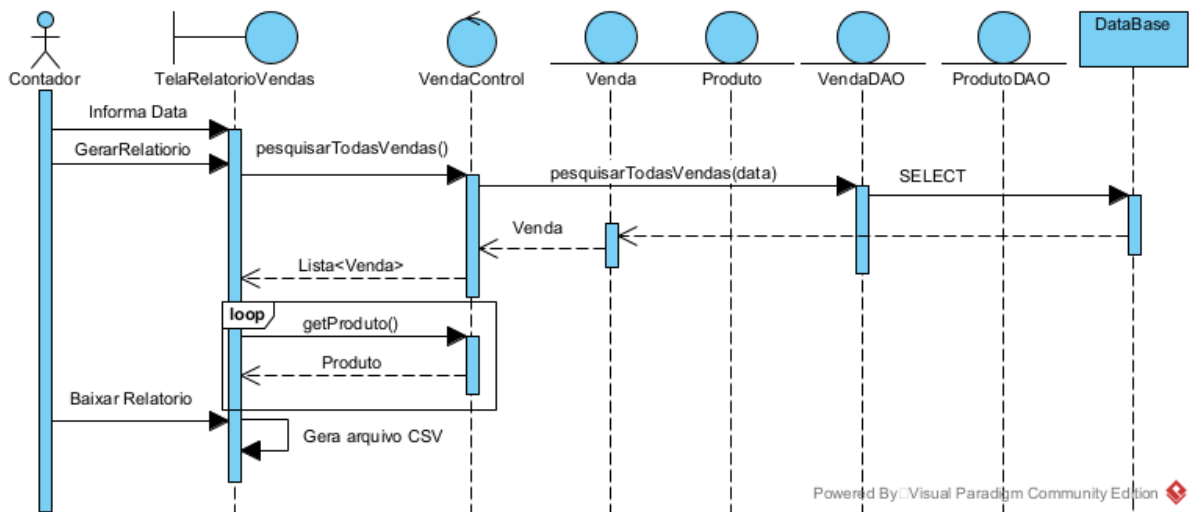 DataBase
Contador
TelaRelatorioVendas
VendaControl
Venda
Produto
VendaDAO
ProdutoDAO
Informa Data
GerarRelatiorio
pesquisarTodasVendas()
pesquisarTodasVendas(data)
SELECT
Venda
Lista<Venda>
loop
getProduto()
Produto
Baixar Relatorio
Gera arquivo CSV
Powered By Visual Paradigm Community Edition